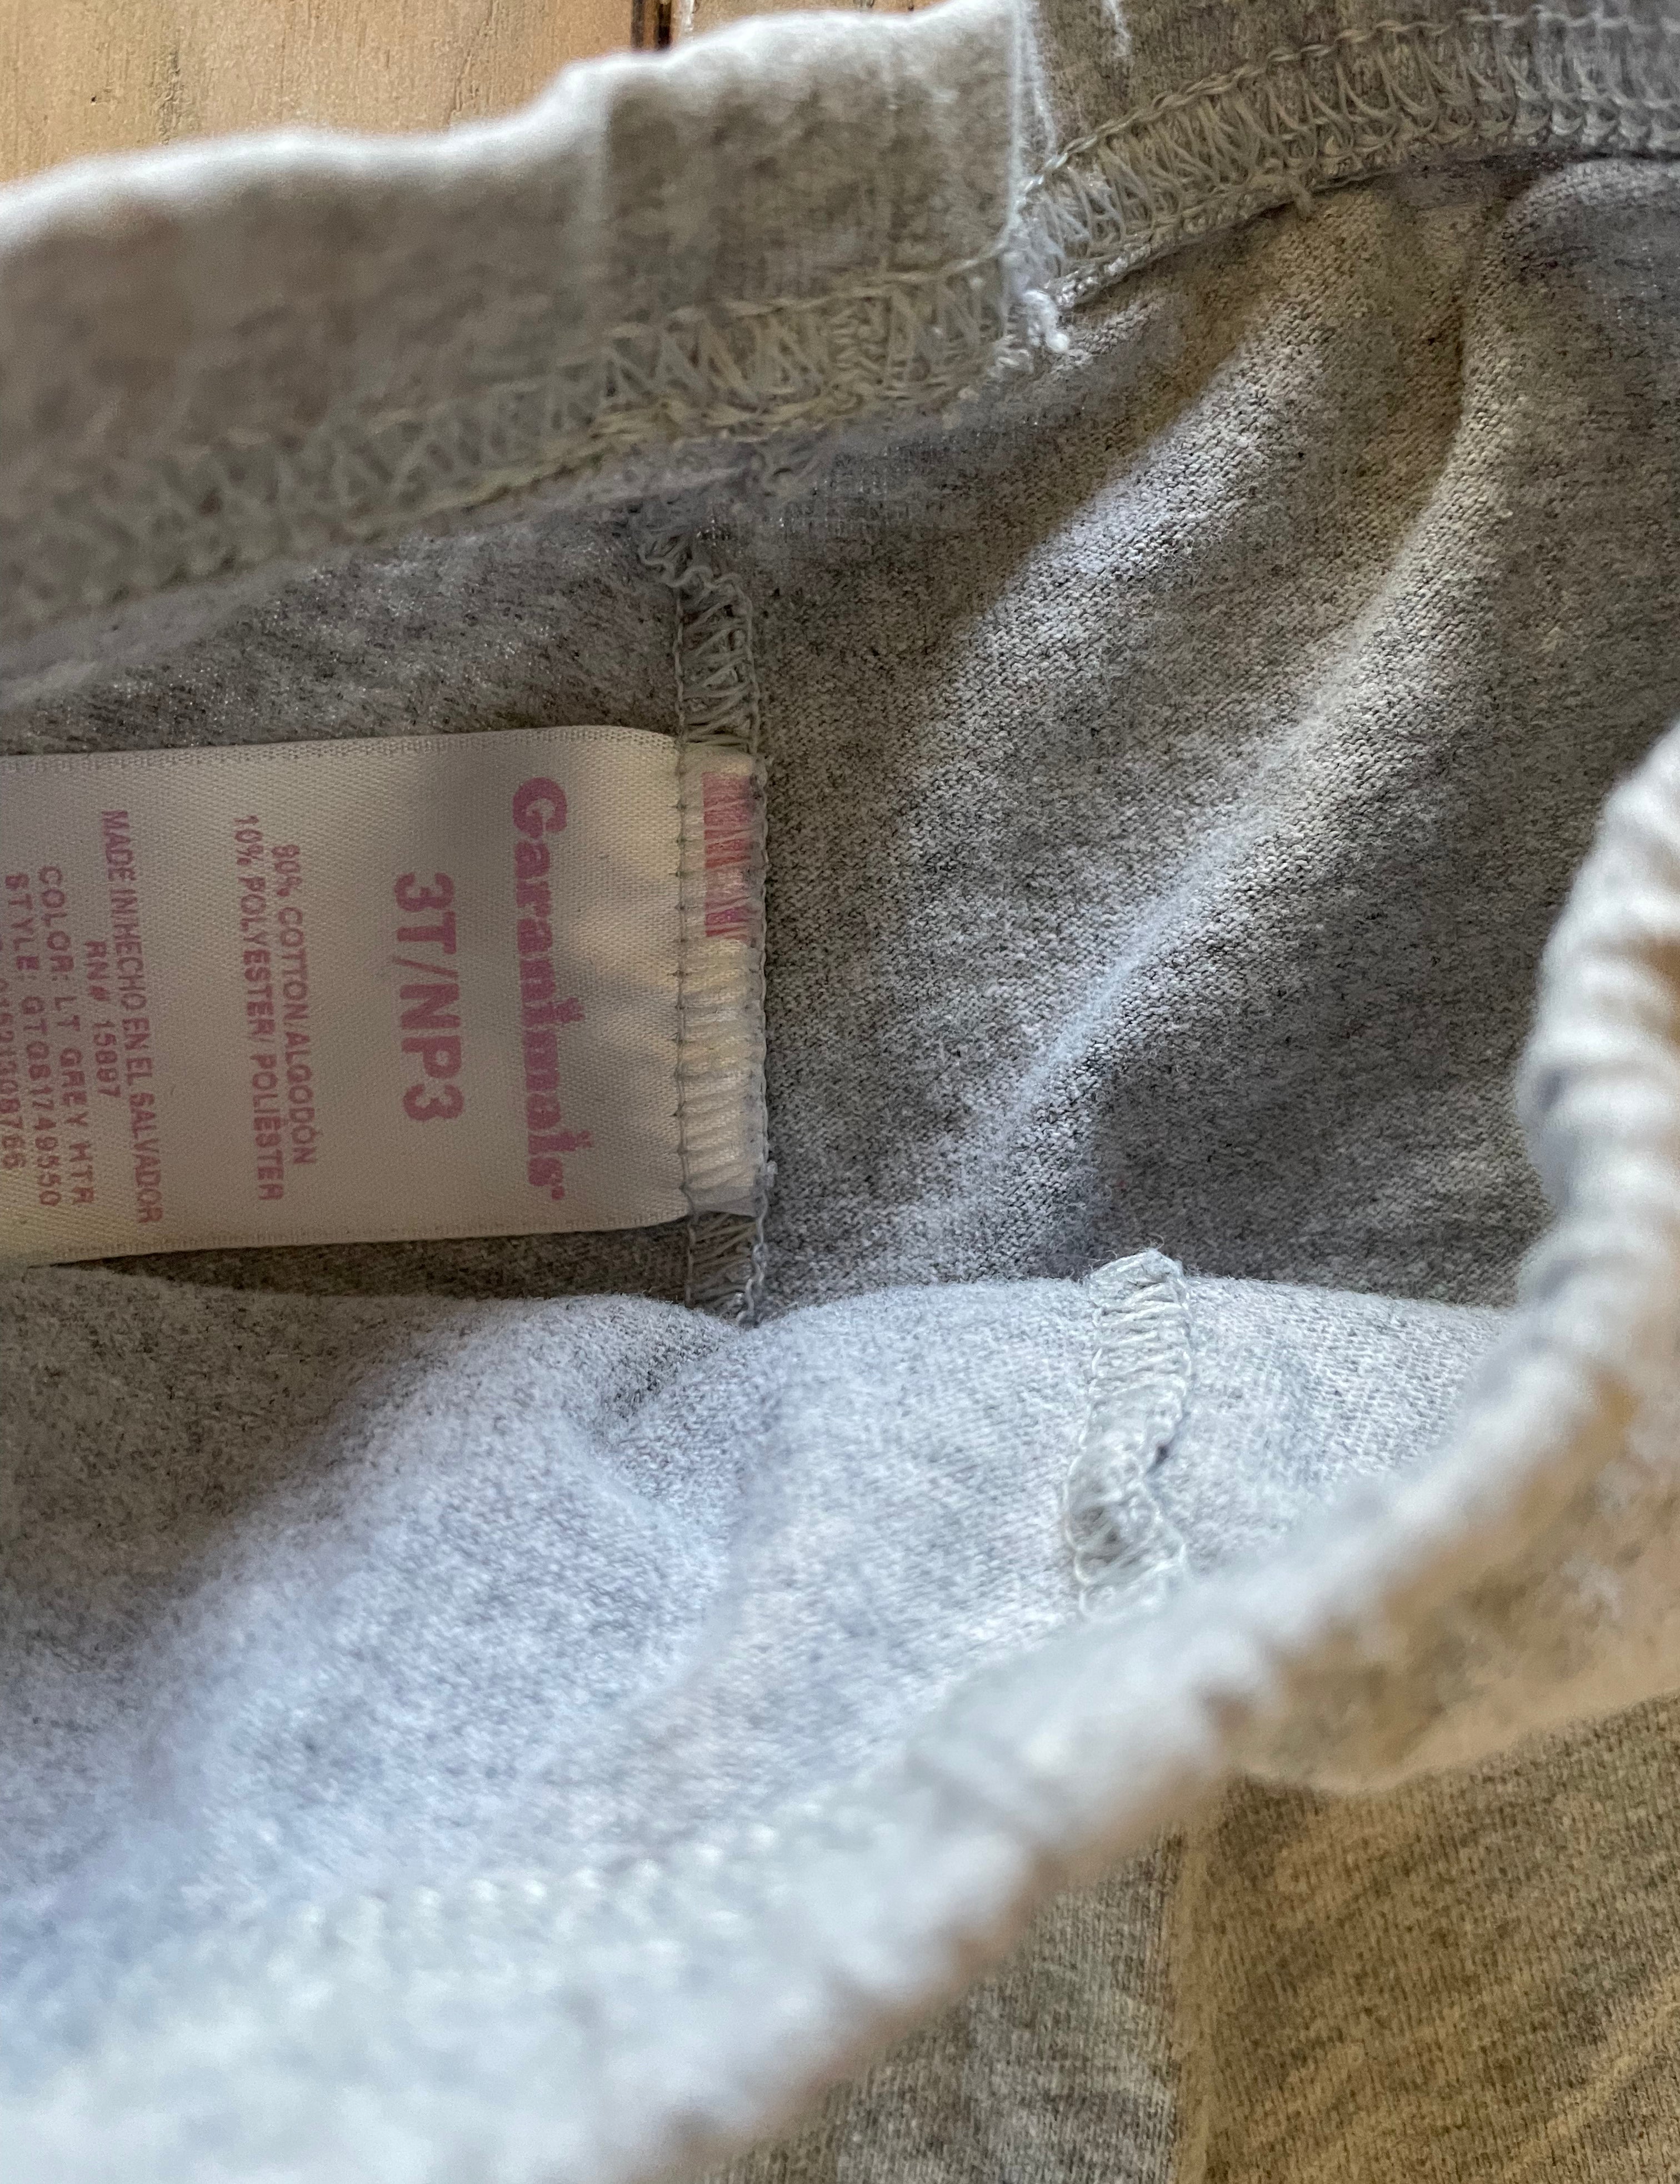 Garanimals®
3T/NP3
90% COTTON/ALGODÓN
10% POLYESTER/ POLIÉSTER
MADE IN/HECHO EN EL SALVADOR
RN# 15897
COLOR: LT GREY HTR
STYLE: GTG8174S550